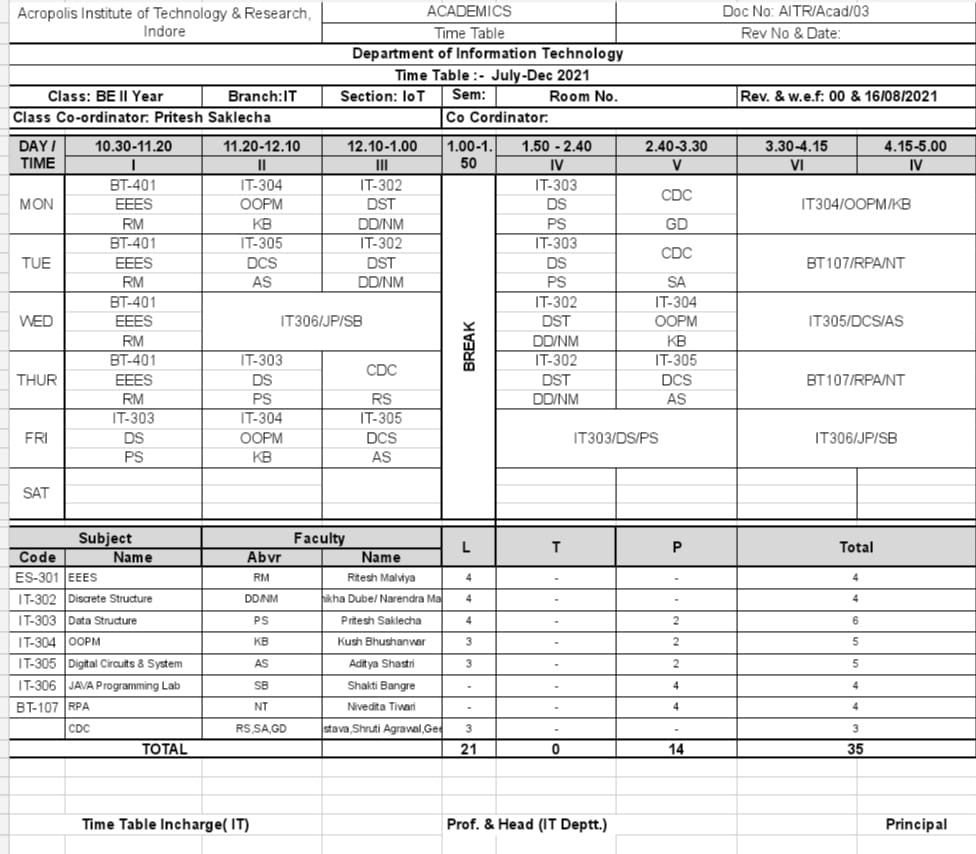 Acropolis Institute of Technology & Research, Indore
ACADEMICS
Doc No: AITR/Acad/03
Time Table
Rev No & Date:
Department of Information Technology
Time Table :- July-Dec 2021
Class: BE II Year Branch:IT Section: IoT Sem: Room No. Rev. & w.e.f: 00 & 16/08/2021
Class Co-ordinator: Pritesh Saklecha Co Cordinator:
DAY / TIME 10.30-11.20 11.20-12.10 12.10-1.00 1.00-1.50 1.50 - 2.40 2.40-3.30 3.30-4.15 4.15-5.00
I II III IV V VI IV
BREAK
MON
BT-401 IT-304 IT-302 IT-303 CDC IT304/OOPM/KB
EEES OOPM DST DS
RM KB DD/NM PS GD
TUE
BT-401 IT-305 IT-302 IT-303 CDC BT107/RPA/NT
EEES DCS DST DS
RM AS DD/NM PS SA
WED
BT-401 IT306/JP/SB IT-302 IT-304 IT305/DCS/AS
EEES DST OOPM
RM DD/NM KB
THUR
BT-401 IT-303 CDC IT-302 IT-305 BT107/RPA/NT
EEES DS DST DCS
RM PS RS DD/NM AS
FRI
IT-303 IT-304 IT-305 IT303/DS/PS IT306/JP/SB
DS OOPM DCS
PS KB AS
SAT
Subject Faculty L T P Total
Code Name Abvr Name
ES-301 EEES RM Ritesh Malviya 4 - - 4
IT-302 Discrete Structure DD/NM nikha Dube/ Narendra Ma 4 - - 4
IT-303 Data Structure PS Pritesh Saklecha 4 - 2 6
IT-304 OOPM KB Kush Bhushanwar 3 - 2 5
IT-305 Digital Circuits & System AS Aditya Shastri 3 - 2 5
IT-306 JAVA Programming Lab SB Shakti Bangre - - 4 4
BT-107 RPA NT Nivedita Tiwari - - 4 4
CDC RS,SA,GD stava,Shruti Agrawal,Gee 3 - - 3
TOTAL 21 0 14 35
Time Table Incharge( IT) Prof. & Head (IT Deptt.) Principal